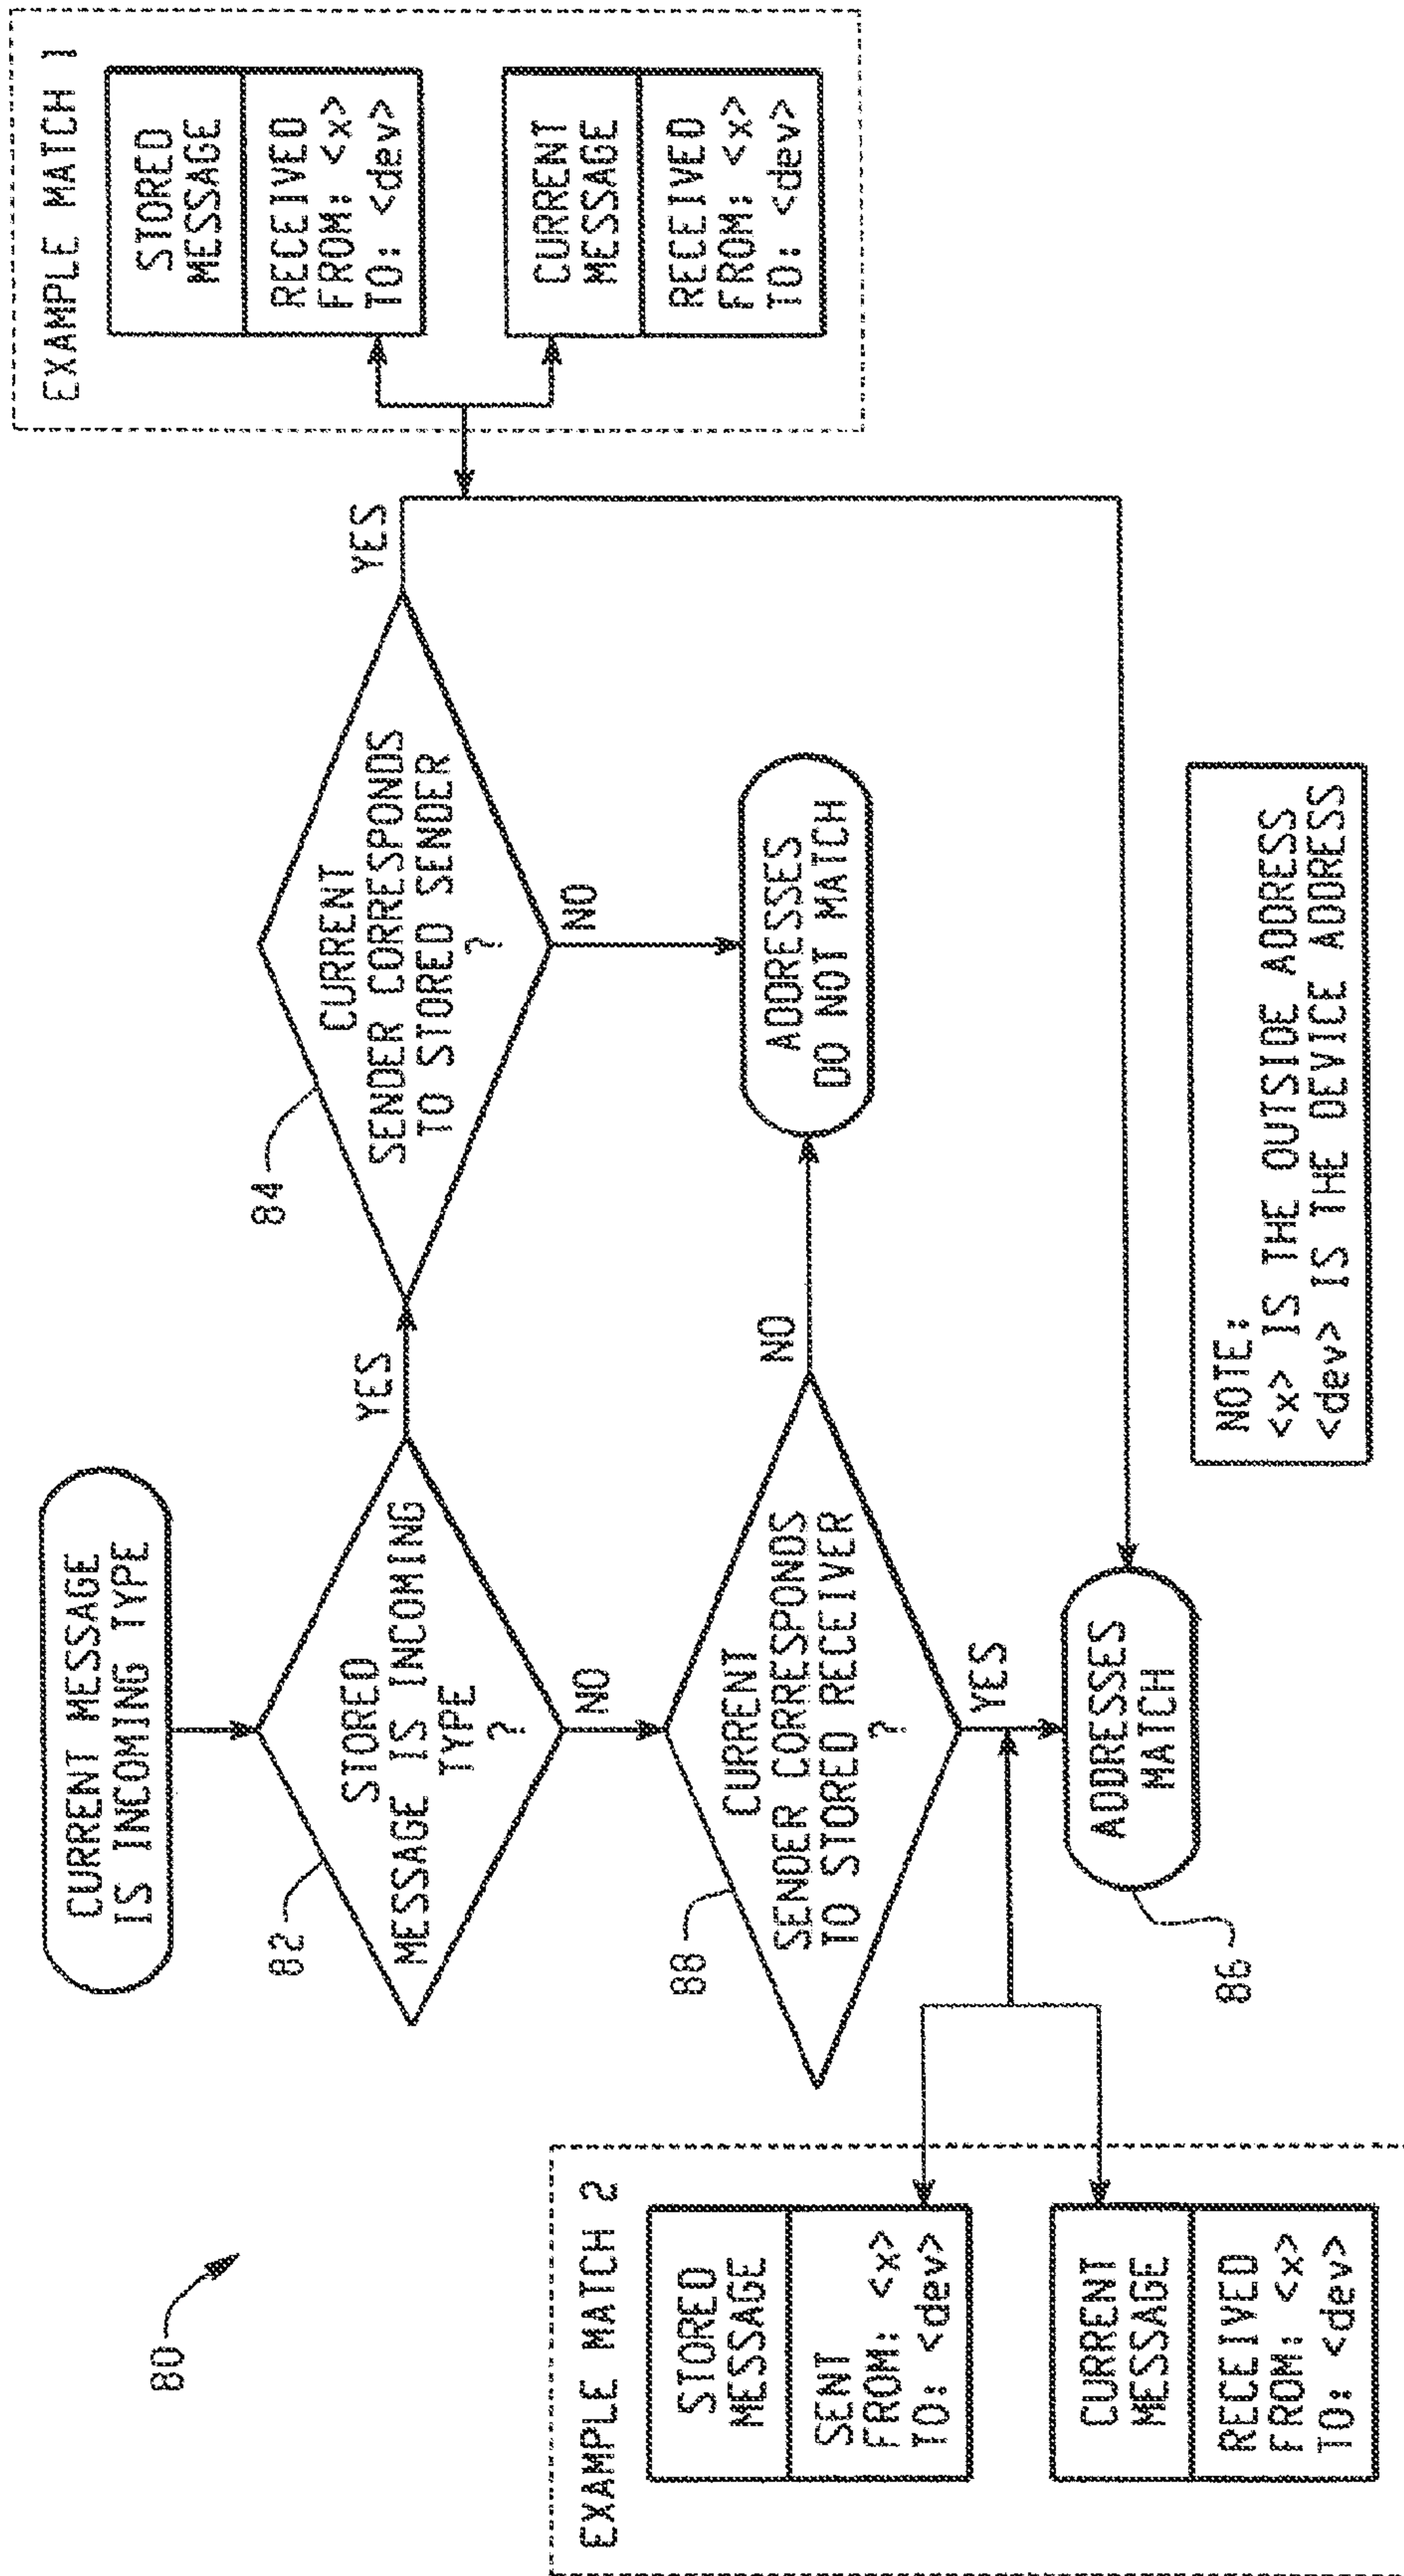 80
CURRENT MESSAGE
IS INCOMING TYPE
82
STORED
MESSAGE IS INCOMING
TYPE
?
YES
NO
84
CURRENT
SENDER CORRESPONDS
TO STORED SENDER
?
YES
NO
EXAMPLE MATCH 1
STORED
MESSAGE
RECEIVED
FROM: <x>
TO: <dev>
CURRENT
MESSAGE
RECEIVED
FROM: <x>
TO: <dev>
88
CURRENT
SENDER CORRESPONDS
TO STORED RECEIVER
?
NO
YES
ADDRESSES
DO NOT MATCH
EXAMPLE MATCH 2
STORED
MESSAGE
SENT
FROM: <x>
TO: <dev>
CURRENT
MESSAGE
RECEIVED
FROM: <x>
TO: <dev>
ADDRESSES
MATCH
86
NOTE:
<x> IS THE OUTSIDE ADDRESS
<dev> IS THE DEVICE ADDRESS